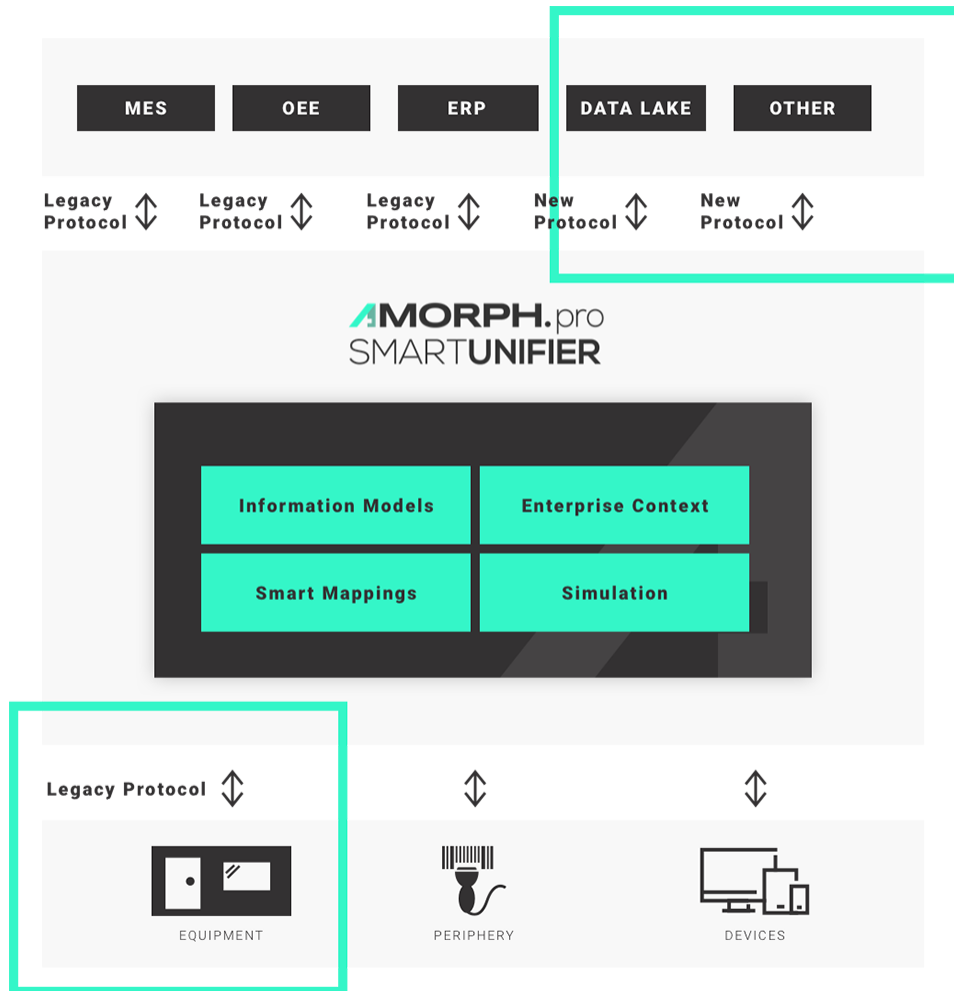 MES
OEE
ERP
DATA LAKE
OTHER
Legacy
Protocol
Legacy
Protocol
Legacy
Protocol
New
Protocol
New
Protocol
AMORPH.pro
SMARTUNIFIER
Information Models
Enterprise Context
Smart Mappings
Simulation
Legacy Protocol
EQUIPMENT
PERIPHERY
DEVICES